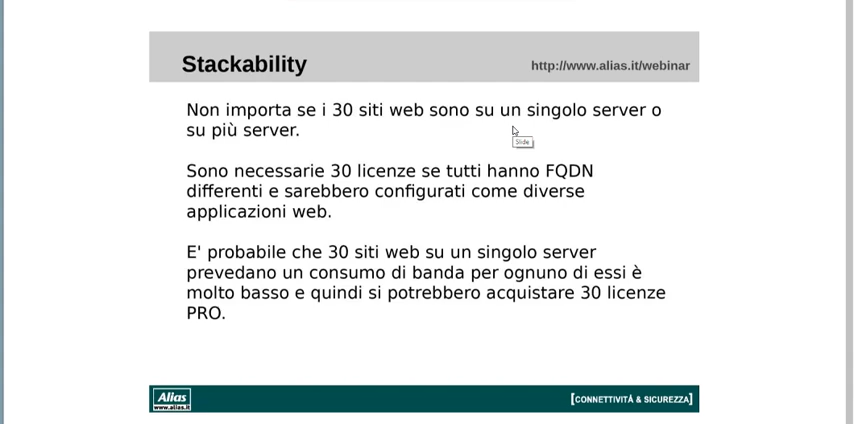 Stackability
http://www.alias.it/webinar
Non importa se i 30 siti web sono su un singolo server o
su più server.
Slide
Sono necessarie 30 licenze se tutti hanno FQDN
differenti e sarebbero configurati come diverse
applicazioni web.
E' probabile che 30 siti web su un singolo server
prevedano un consumo di banda per ognuno di essi è
molto basso e quindi si potrebbero acquistare 30 licenze
PRO.
Alias
www.alias.it
[CONNETTIVITÀ & SICUREZZA]